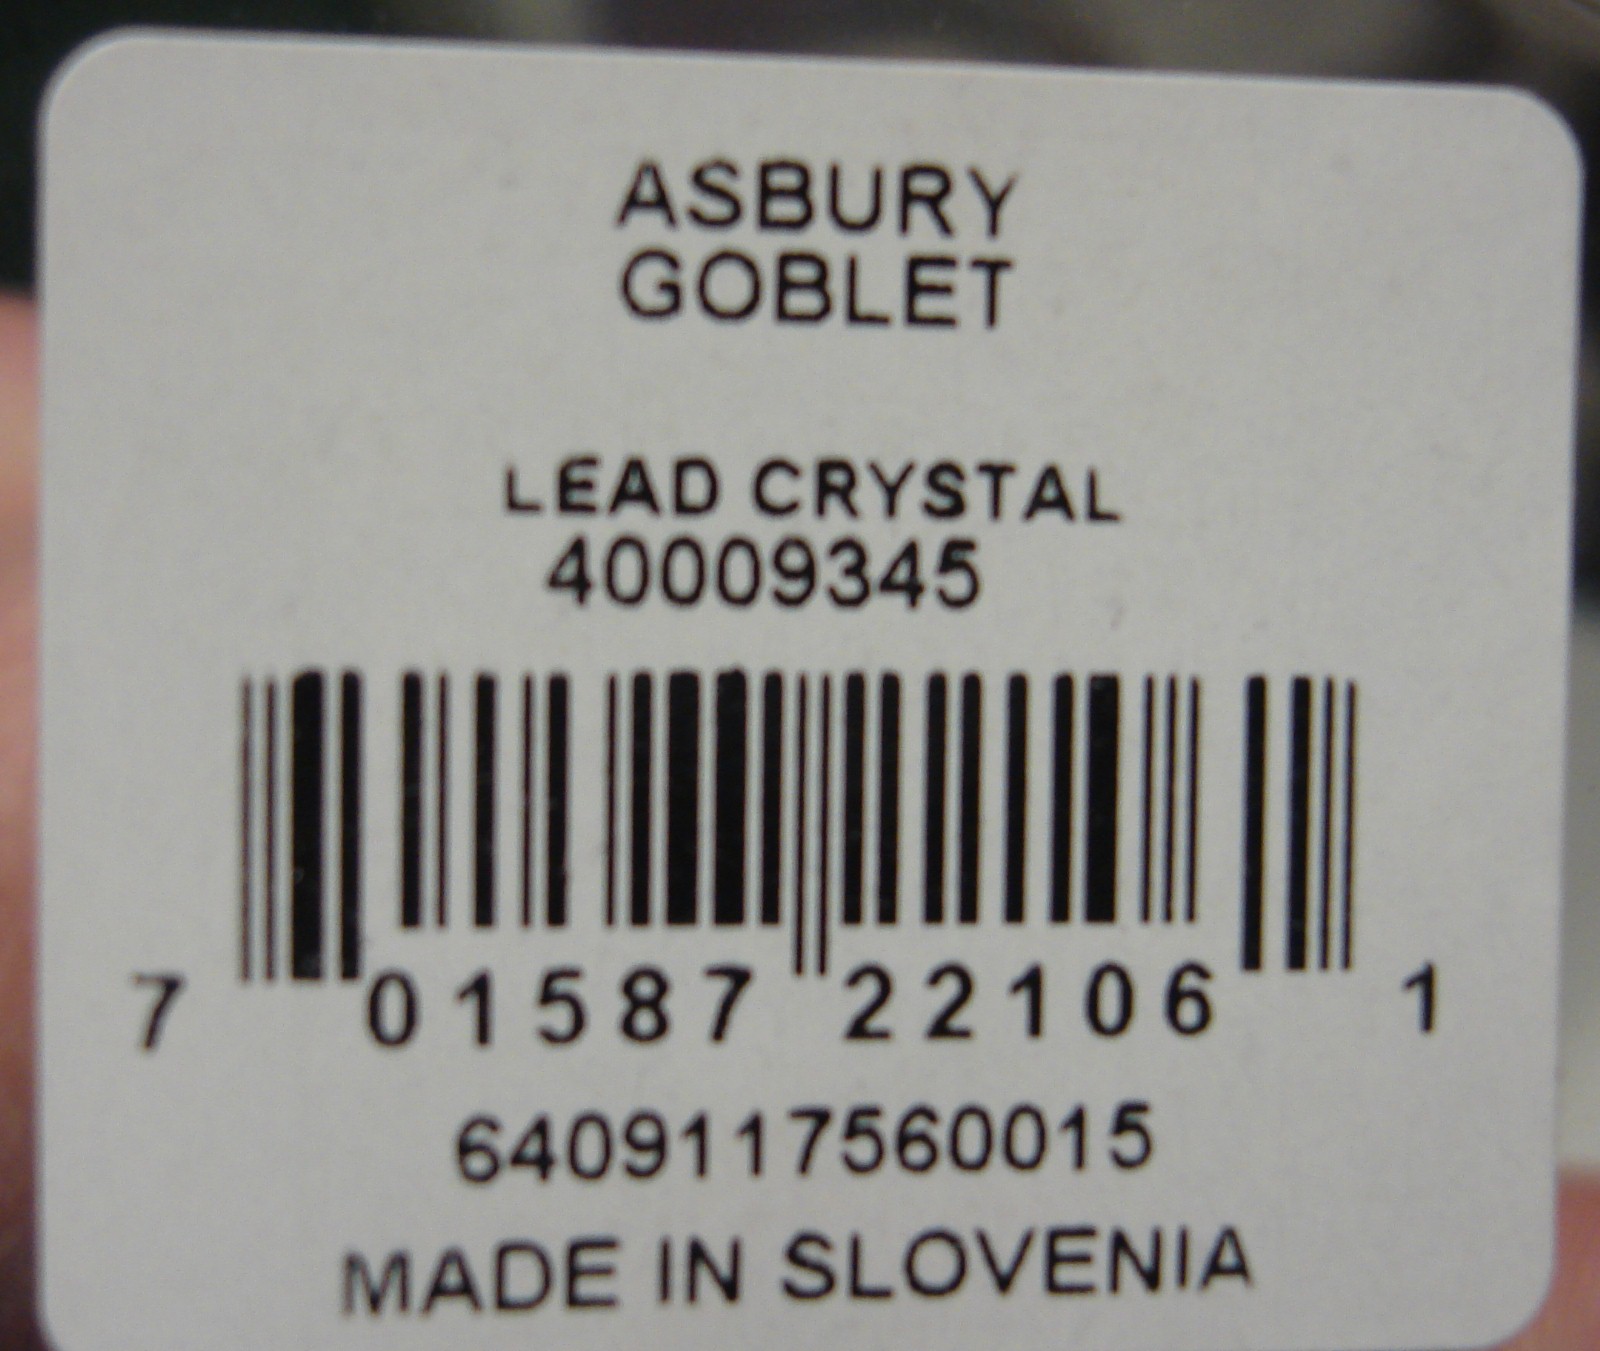 ASBURY
GOBLET
LEAD CRYSTAL
40009345
7 01587 22106 1
6409117560015
MADE IN SLOVENIA